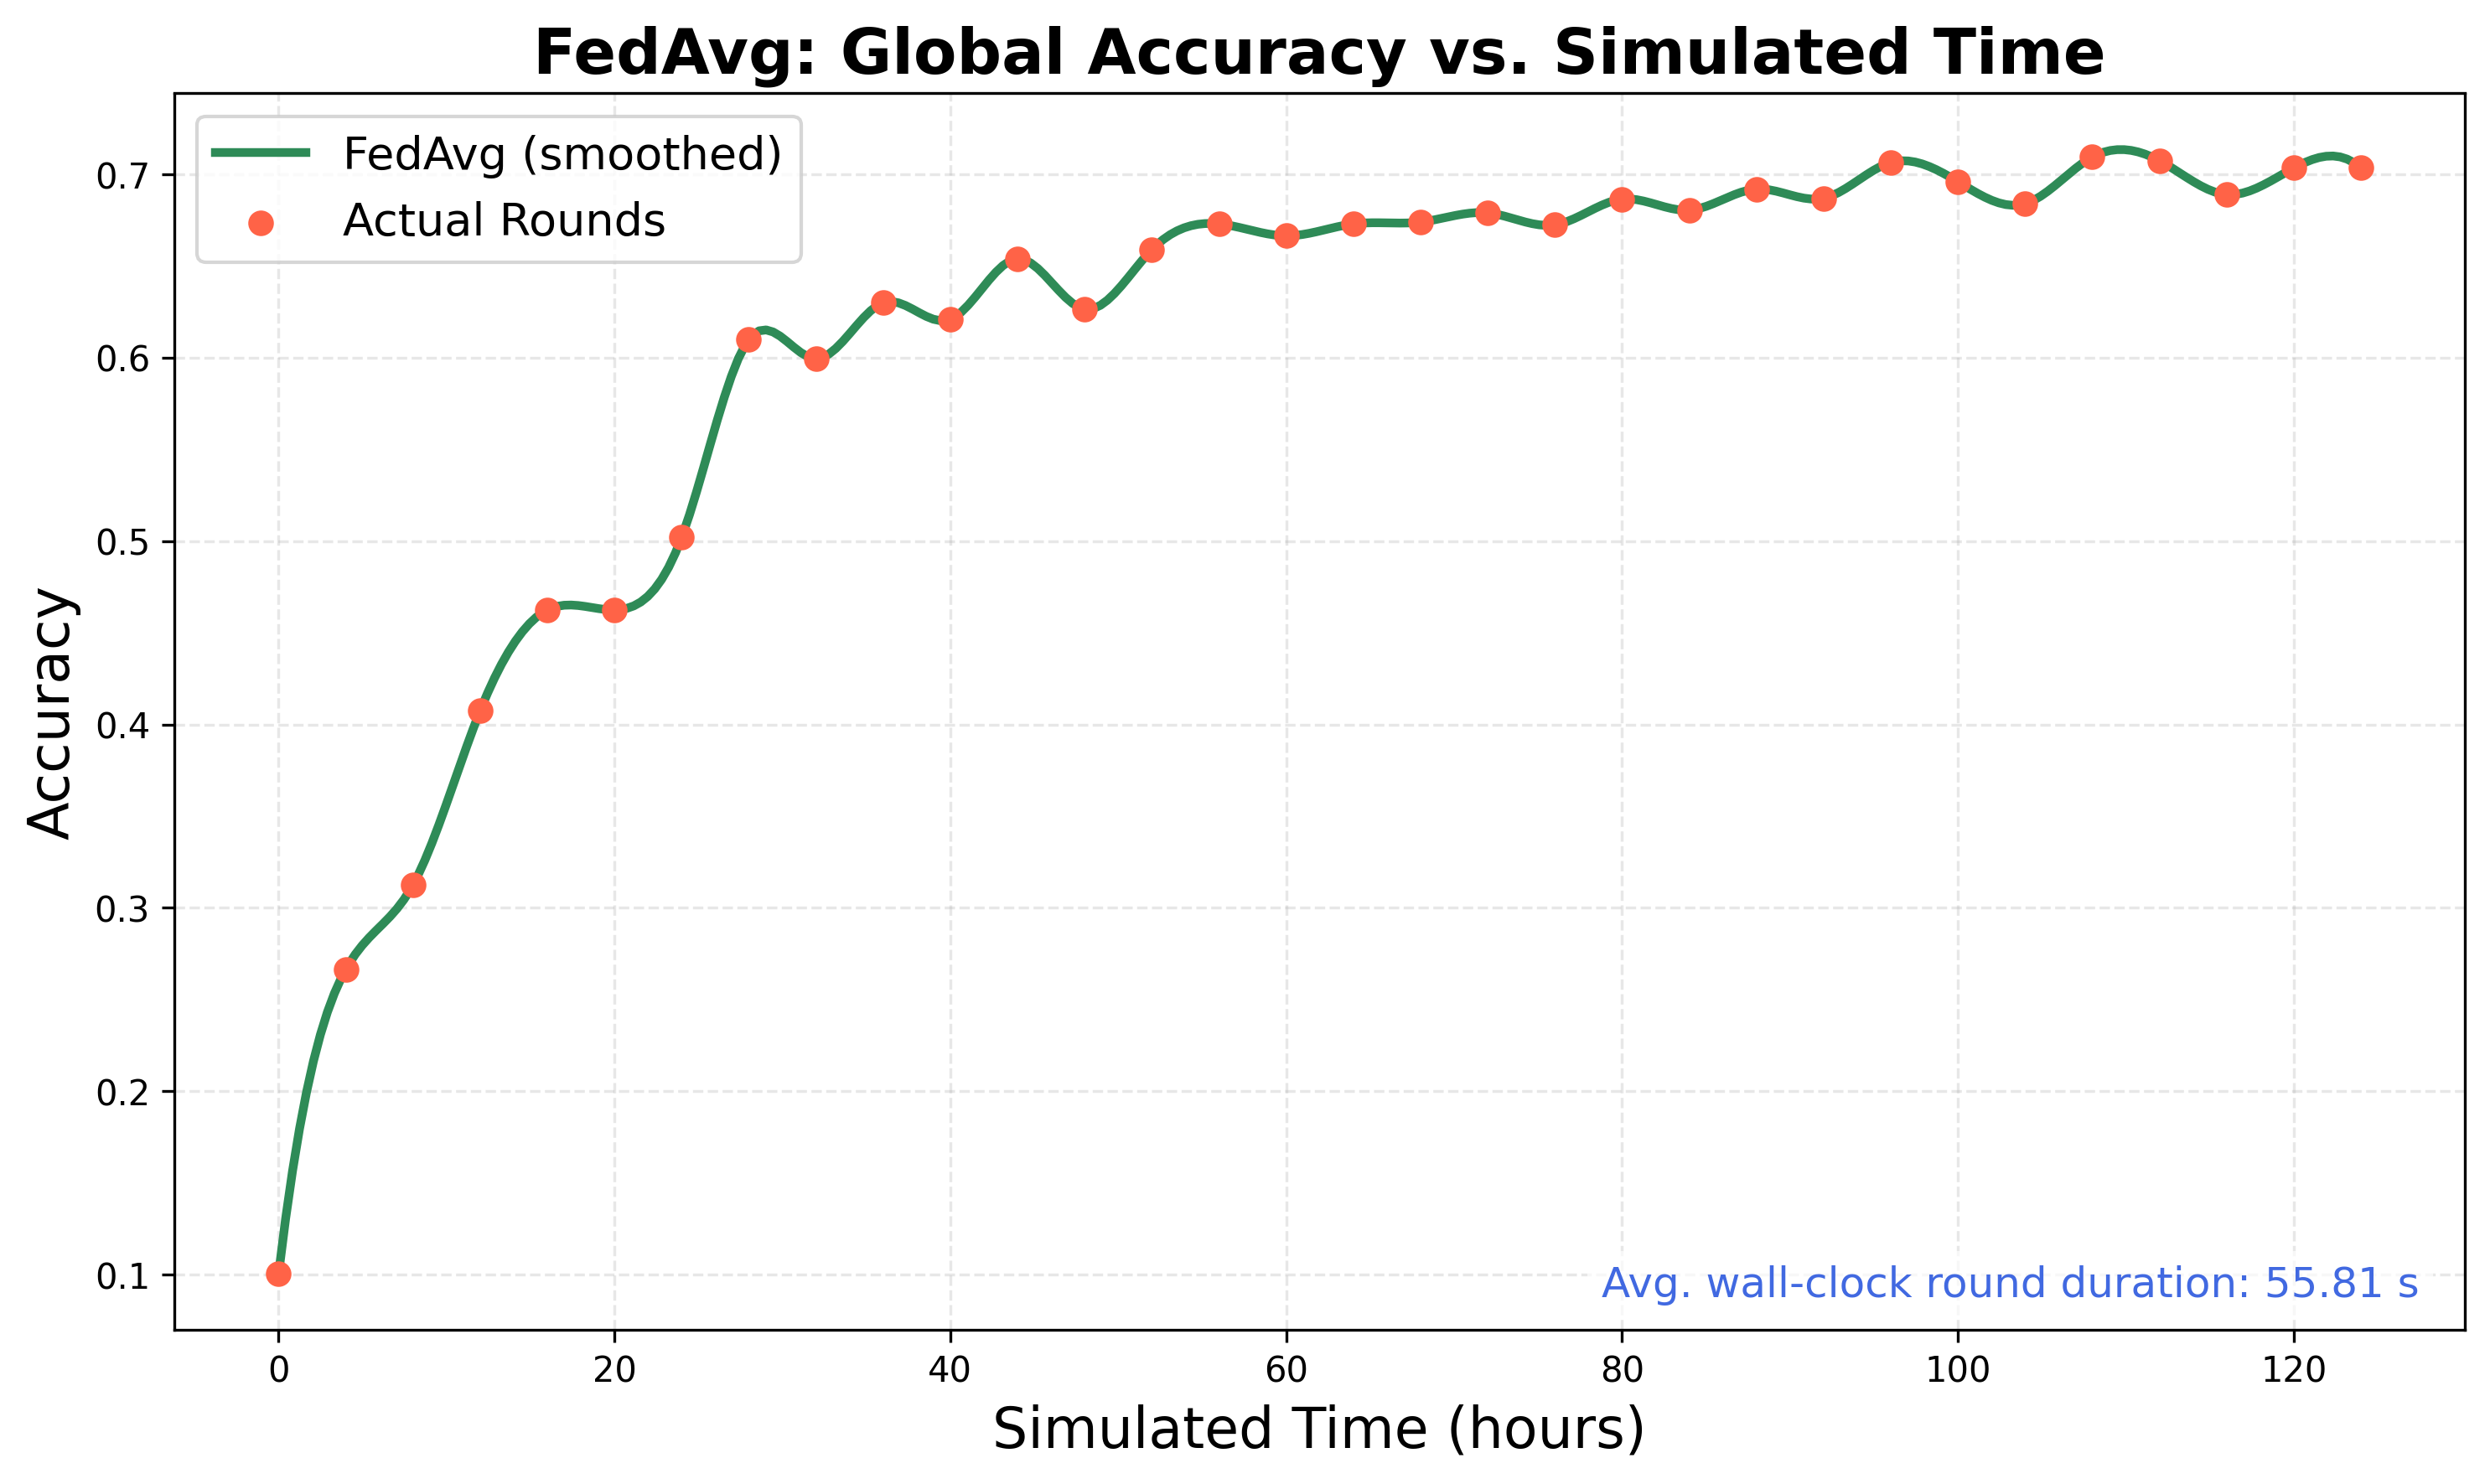 FedAvg: Global Accuracy vs. Simulated Time
FedAvg (smoothed)
Actual Rounds
Accuracy
0.7
0.6
0.5
0.4
0.3
0.2
0.1
Avg. wall-clock round duration: 55.81 s
0 20 40 60 80 100 120
Simulated Time (hours)